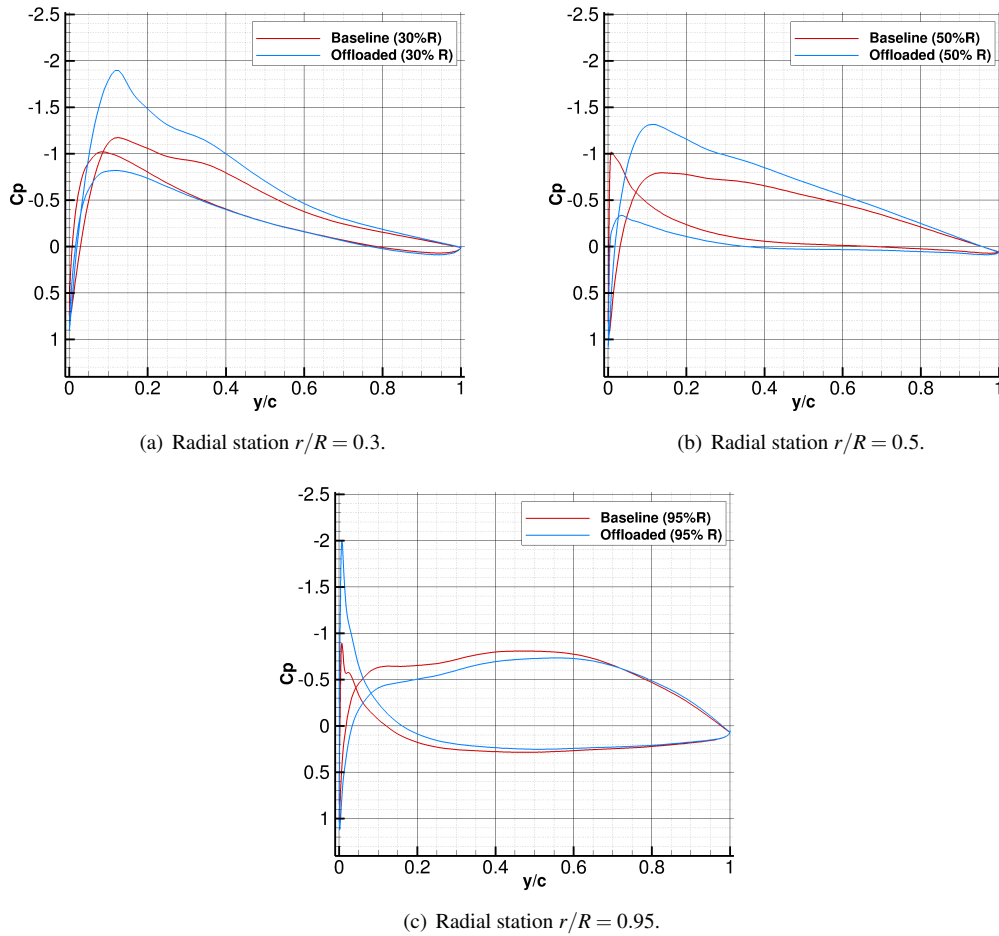 -2.5
-2
-1.5
-1
-0.5
0
0.5
1
Cp
Baseline (30%R)
Offloaded (30% R)
0 0.2 0.4 0.6 0.8 1
y/c
(a) Radial station r/R = 0.3.
-2.5
-2
-1.5
-1
-0.5
0
0.5
1
Cp
Baseline (50%R)
Offloaded (50% R)
0 0.2 0.4 0.6 0.8 1
y/c
(b) Radial station r/R = 0.5.
-2.5
-2
-1.5
-1
-0.5
0
0.5
1
Cp
Baseline (95%R)
Offloaded (95% R)
0 0.2 0.4 0.6 0.8 1
y/c
(c) Radial station r/R = 0.95.